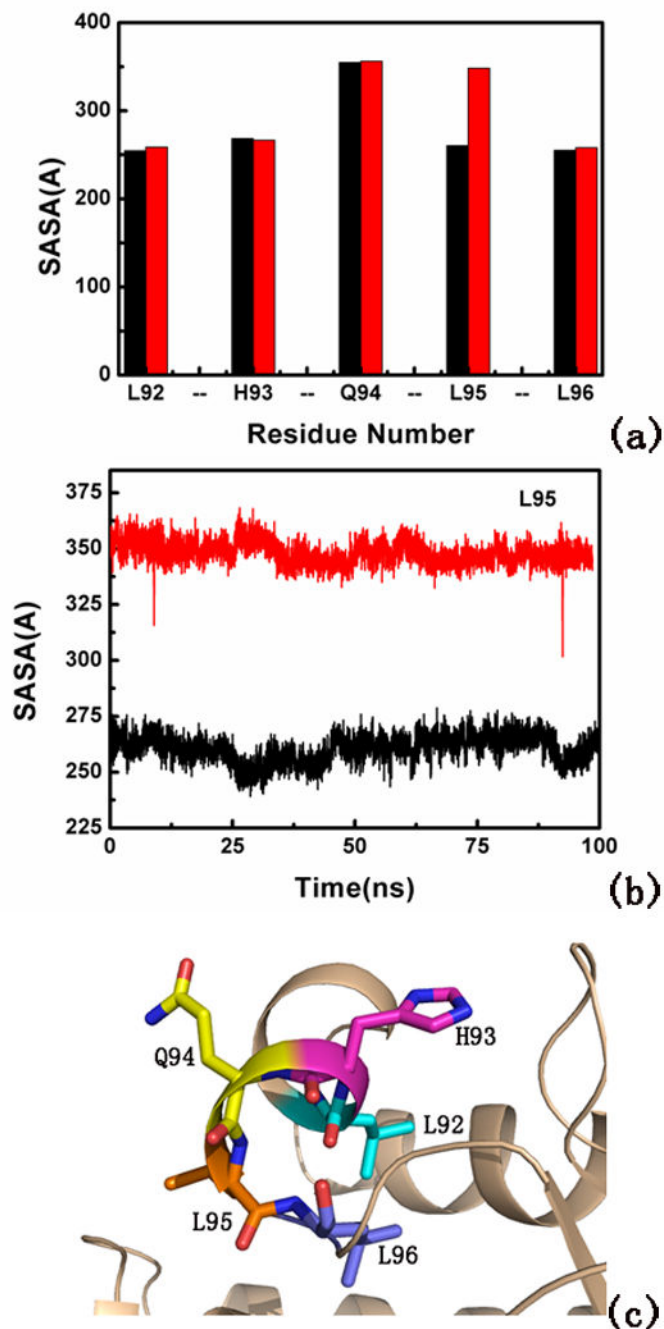 400
300
200
100
0
SASA(A)
L92 -- H93 -- Q94 -- L95 -- L96
Residue Number
(a)
375
350
325
300
275
250
225
SASA(A)
L95
0 25 50 75 100
Time(ns)
(b)
Q94
H93
L92
L95
L96
(c)